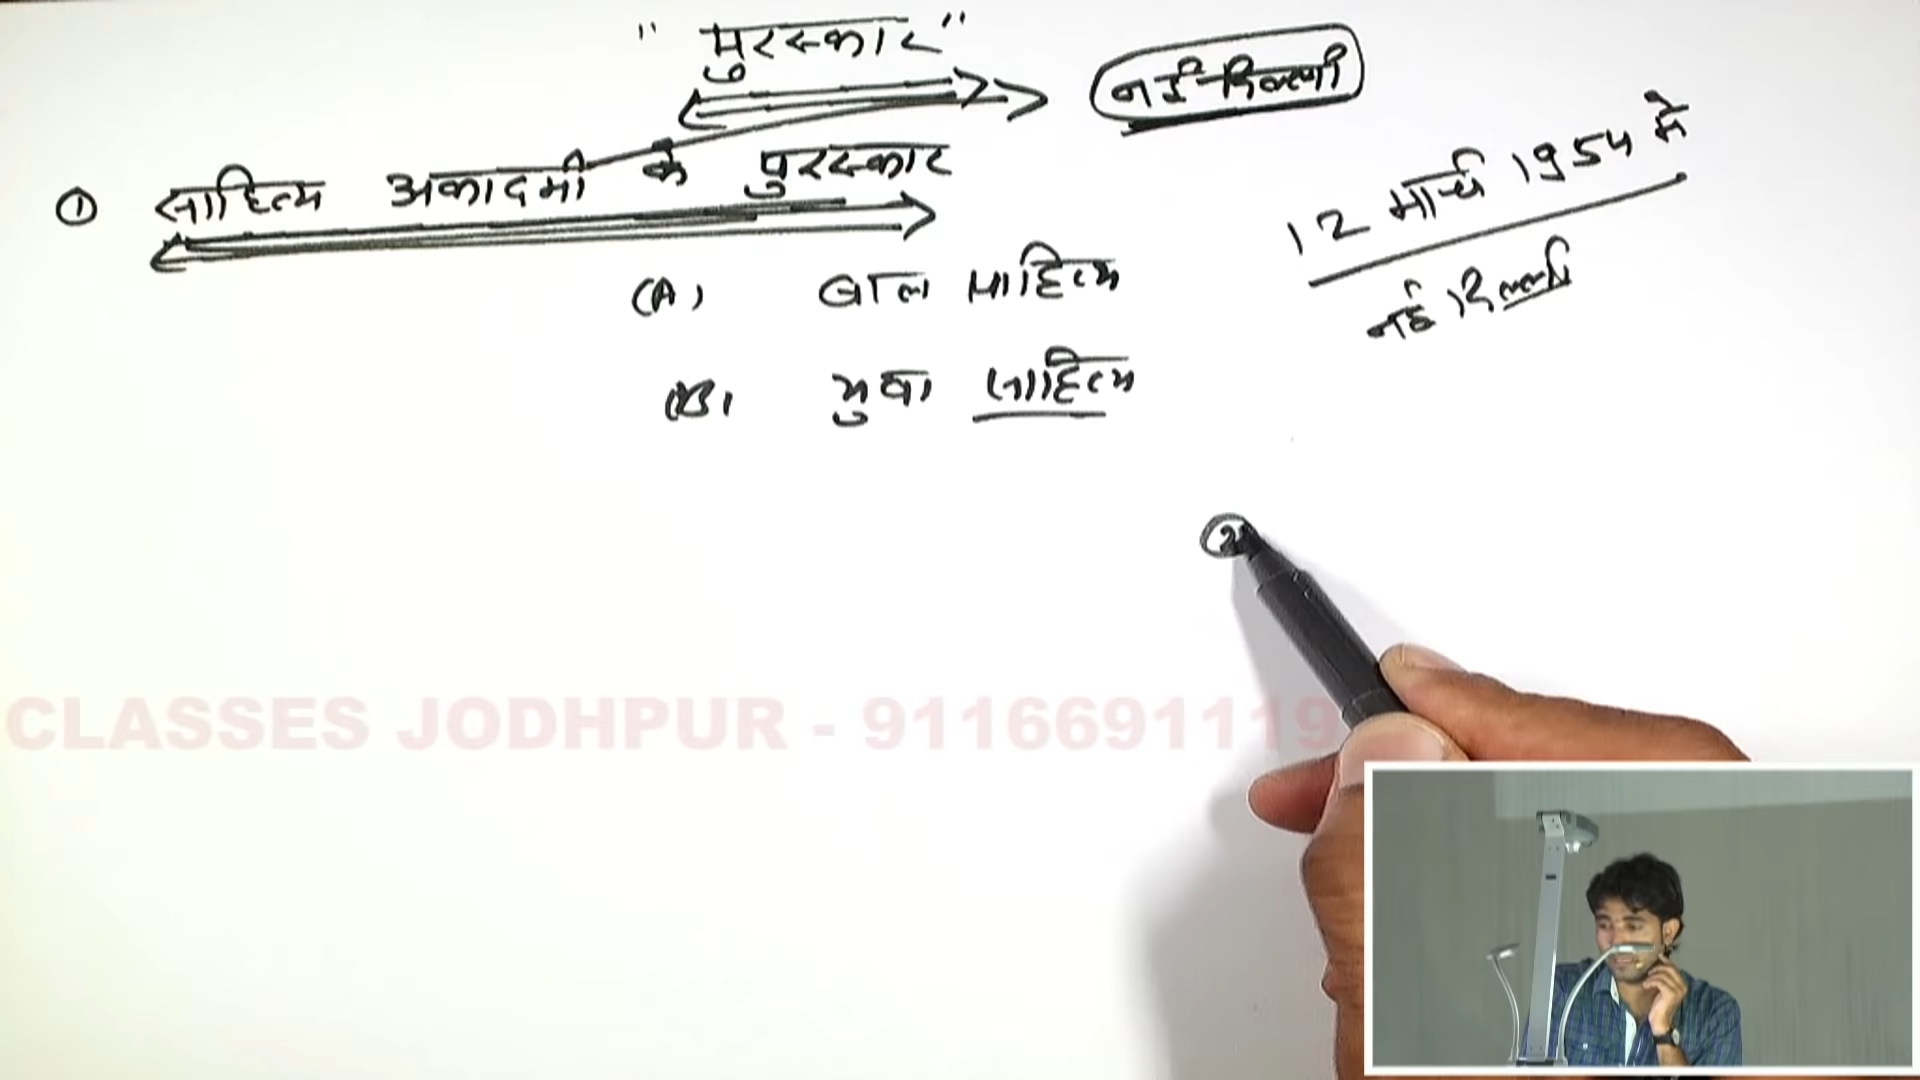 " पुरस्कार "
नई दिल्ली
① साहित्य अकादमी के पुरस्कार
12 मार्च 1954 में
नई दिल्ली
(A) बाल साहित्य
(B) युवा साहित्य
CLASSES JODHPUR - 9116691119